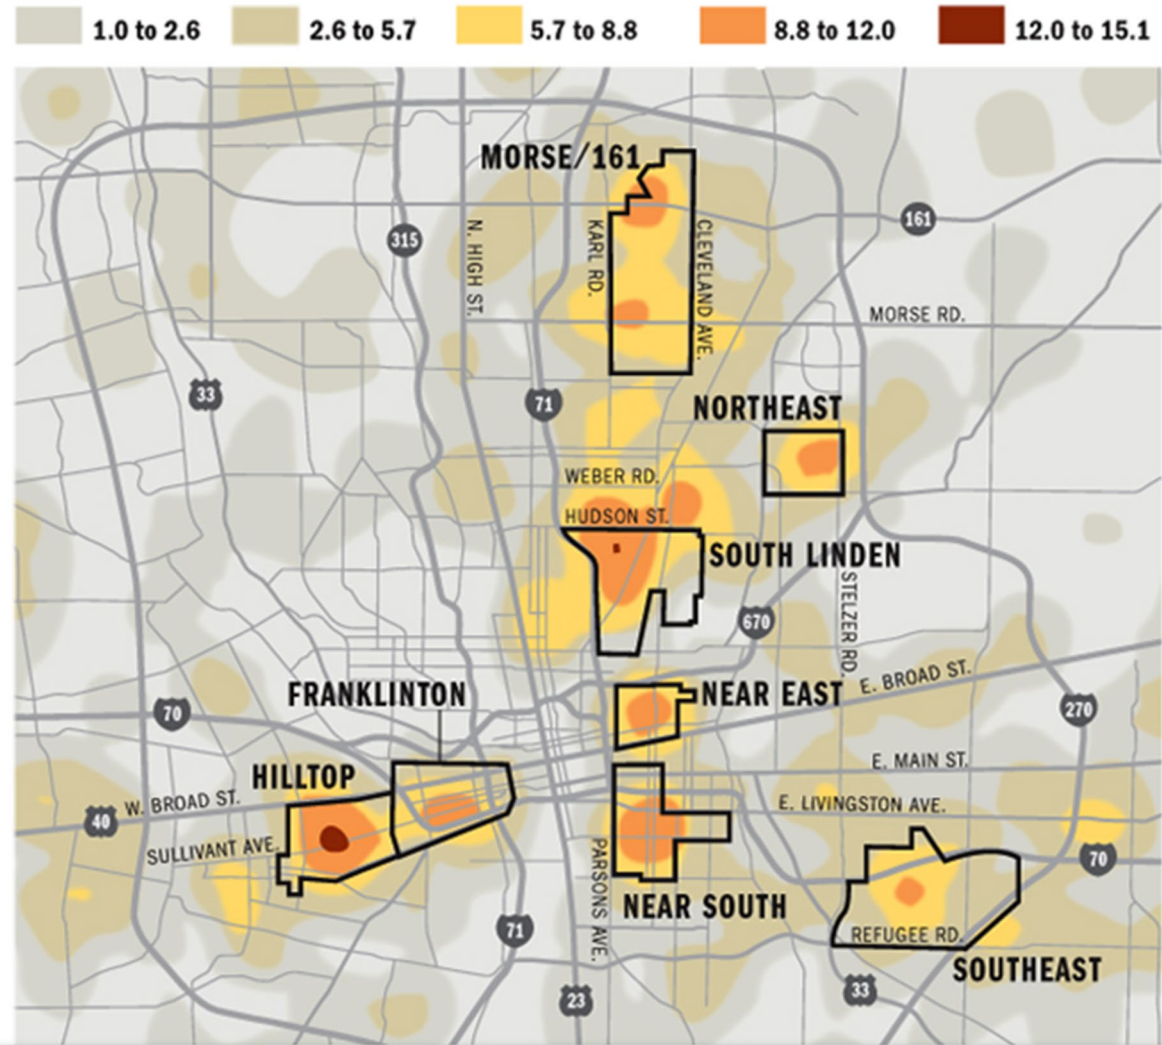 1.0 to 2.6
2.6 to 5.7
5.7 to 8.8
8.8 to 12.0
12.0 to 15.1
MORSE/161
161
315
N. HIGH ST.
KARL RD.
CLEVELAND AVE.
MORSE RD.
33
71
NORTHEAST
WEBER RD.
HUDSON ST.
SOUTH LINDEN
STELZER RD.
670
E. BROAD ST.
FRANKLINTON
NEAR EAST
70
270
HILLTOP
E. MAIN ST.
W. BROAD ST.
E. LIVINGSTON AVE.
40
SULLIVANT AVE.
70
PARSONS AVE.
NEAR SOUTH
71
REFUGEE RD.
SOUTHEAST
23
33